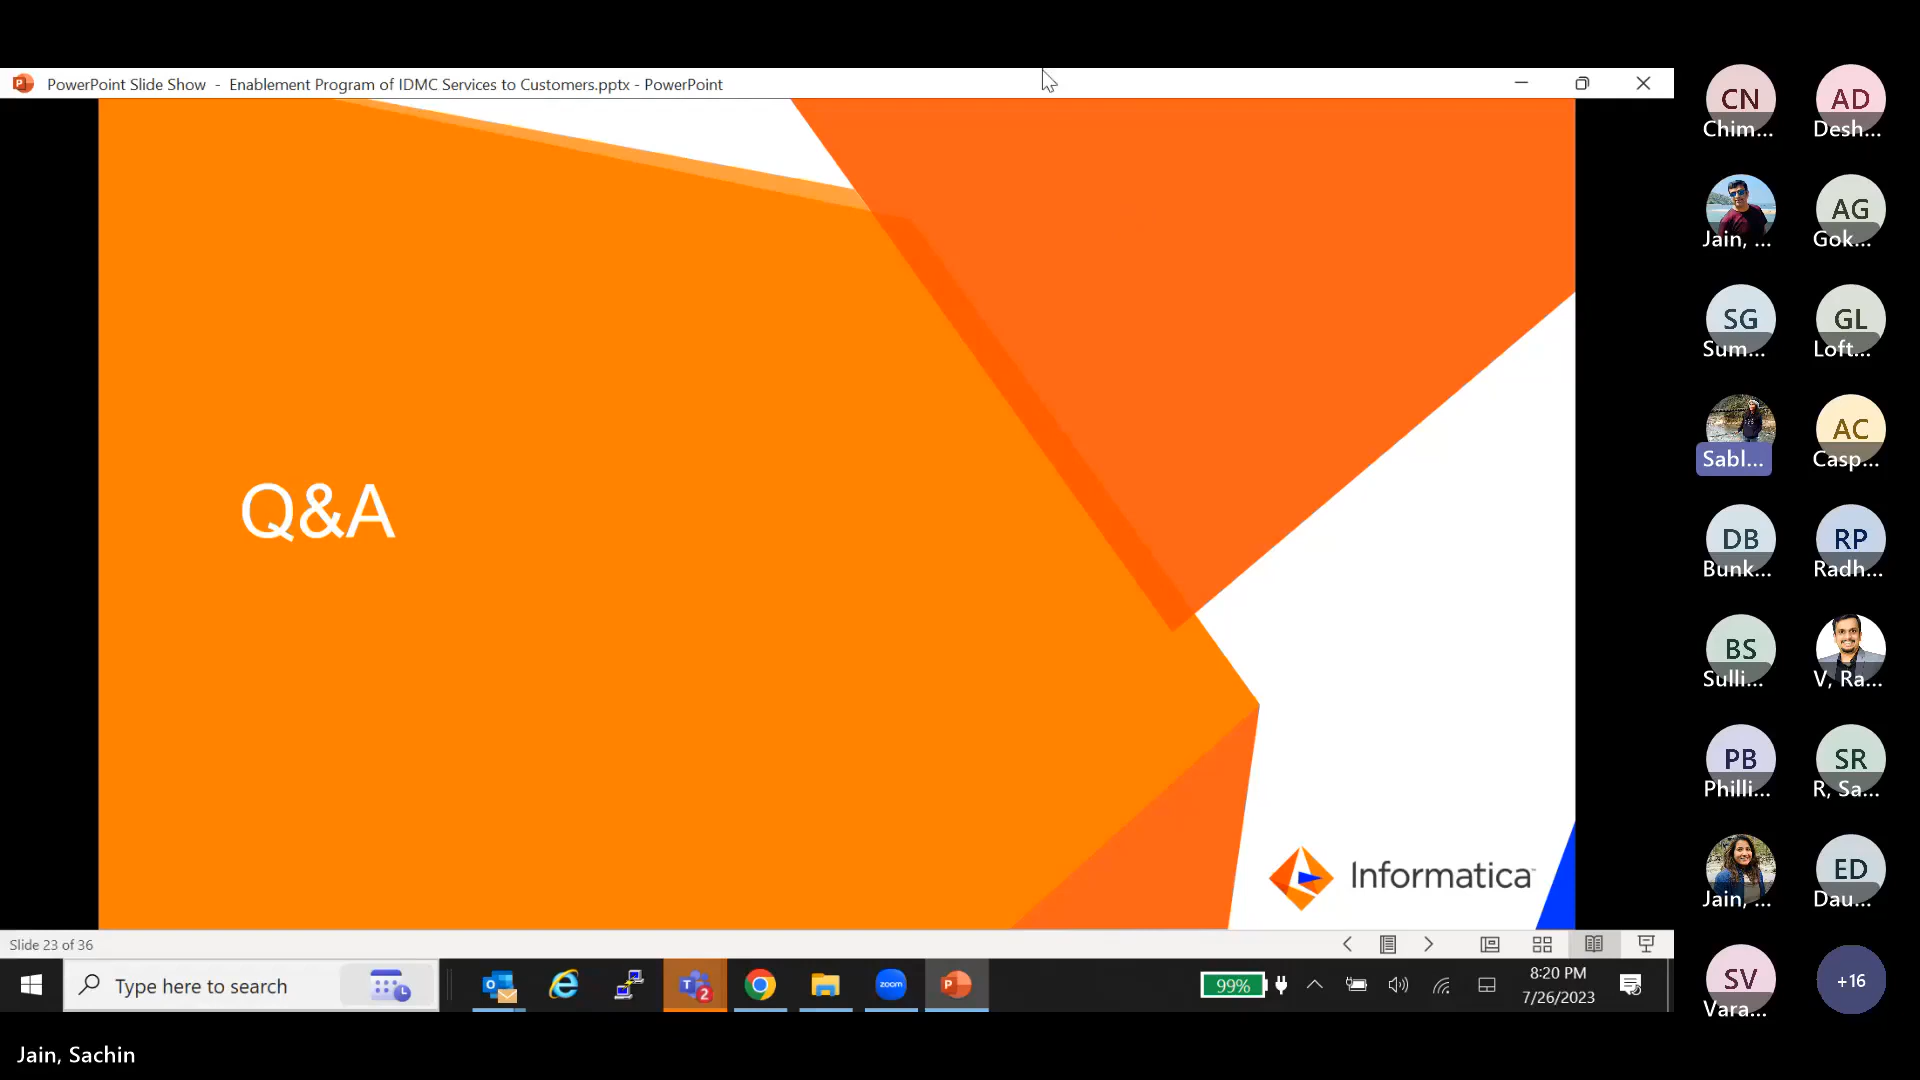 PowerPoint Slide Show - Enablement Program of IDMC Services to Customers.pptx - PowerPoint
Q&A
Informatica
Slide 23 of 36
Type here to search
2
zoom
99%
8:20 PM
7/26/2023
Jain, Sachin
CN
Chim...
AD
Desh...
Jain, ...
AG
Gok...
SG
Sum...
GL
Loft...
Sabl...
AC
Casp...
DB
Bunk...
RP
Radh...
BS
Sulli...
V, Ra...
PB
Philli...
SR
R, Sa...
Jain, ...
ED
Dau...
SV
Vara...
+16